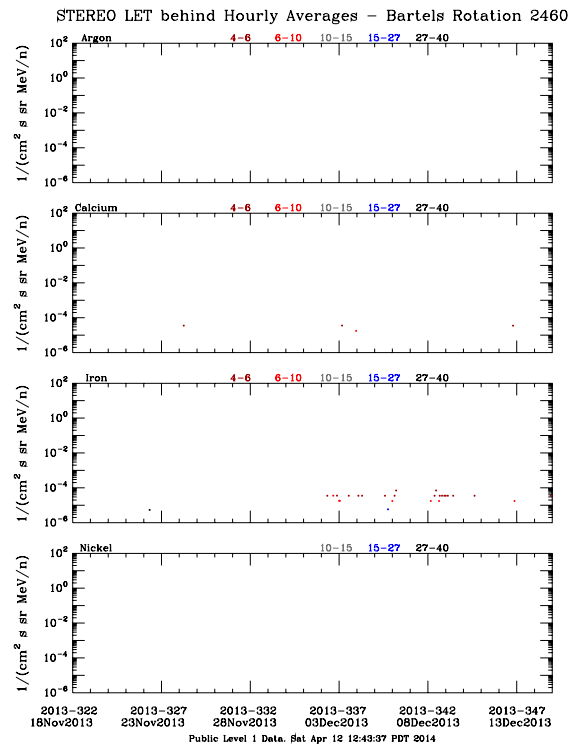 STEREO LET behind Hourly Averages - Bartels Rotation 2460
Argon 4-6 6-10 10-15 15-27 27-40
10^2
10^0
10^-2
10^-4
10^-6
1/(cm^2 s sr MeV/n)
Calcium 4-6 6-10 10-15 15-27 27-40
10^2
10^0
10^-2
10^-4
10^-6
1/(cm^2 s sr MeV/n)
Iron 4-6 6-10 10-15 15-27 27-40
10^2
10^0
10^-2
10^-4
10^-6
1/(cm^2 s sr MeV/n)
Nickel 10-15 15-27 27-40
10^2
10^0
10^-2
10^-4
10^-6
1/(cm^2 s sr MeV/n)
2013-322 2013-327 2013-332 2013-337 2013-342 2013-347
18Nov2013 23Nov2013 28Nov2013 03Dec2013 08Dec2013 13Dec2013
Public Level 1 Data. Sat Apr 12 12:43:37 PDT 2014